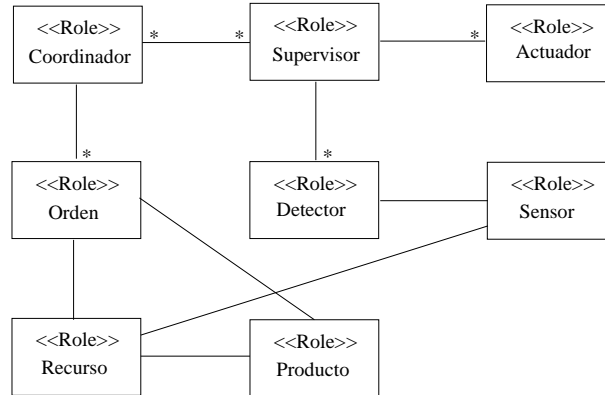 <<Role>>
Coordinador
* *
<<Role>>
Supervisor
*
<<Role>>
Actuador
*
<<Role>>
Orden
*
<<Role>>
Detector
<<Role>>
Sensor
<<Role>>
Recurso
<<Role>>
Producto